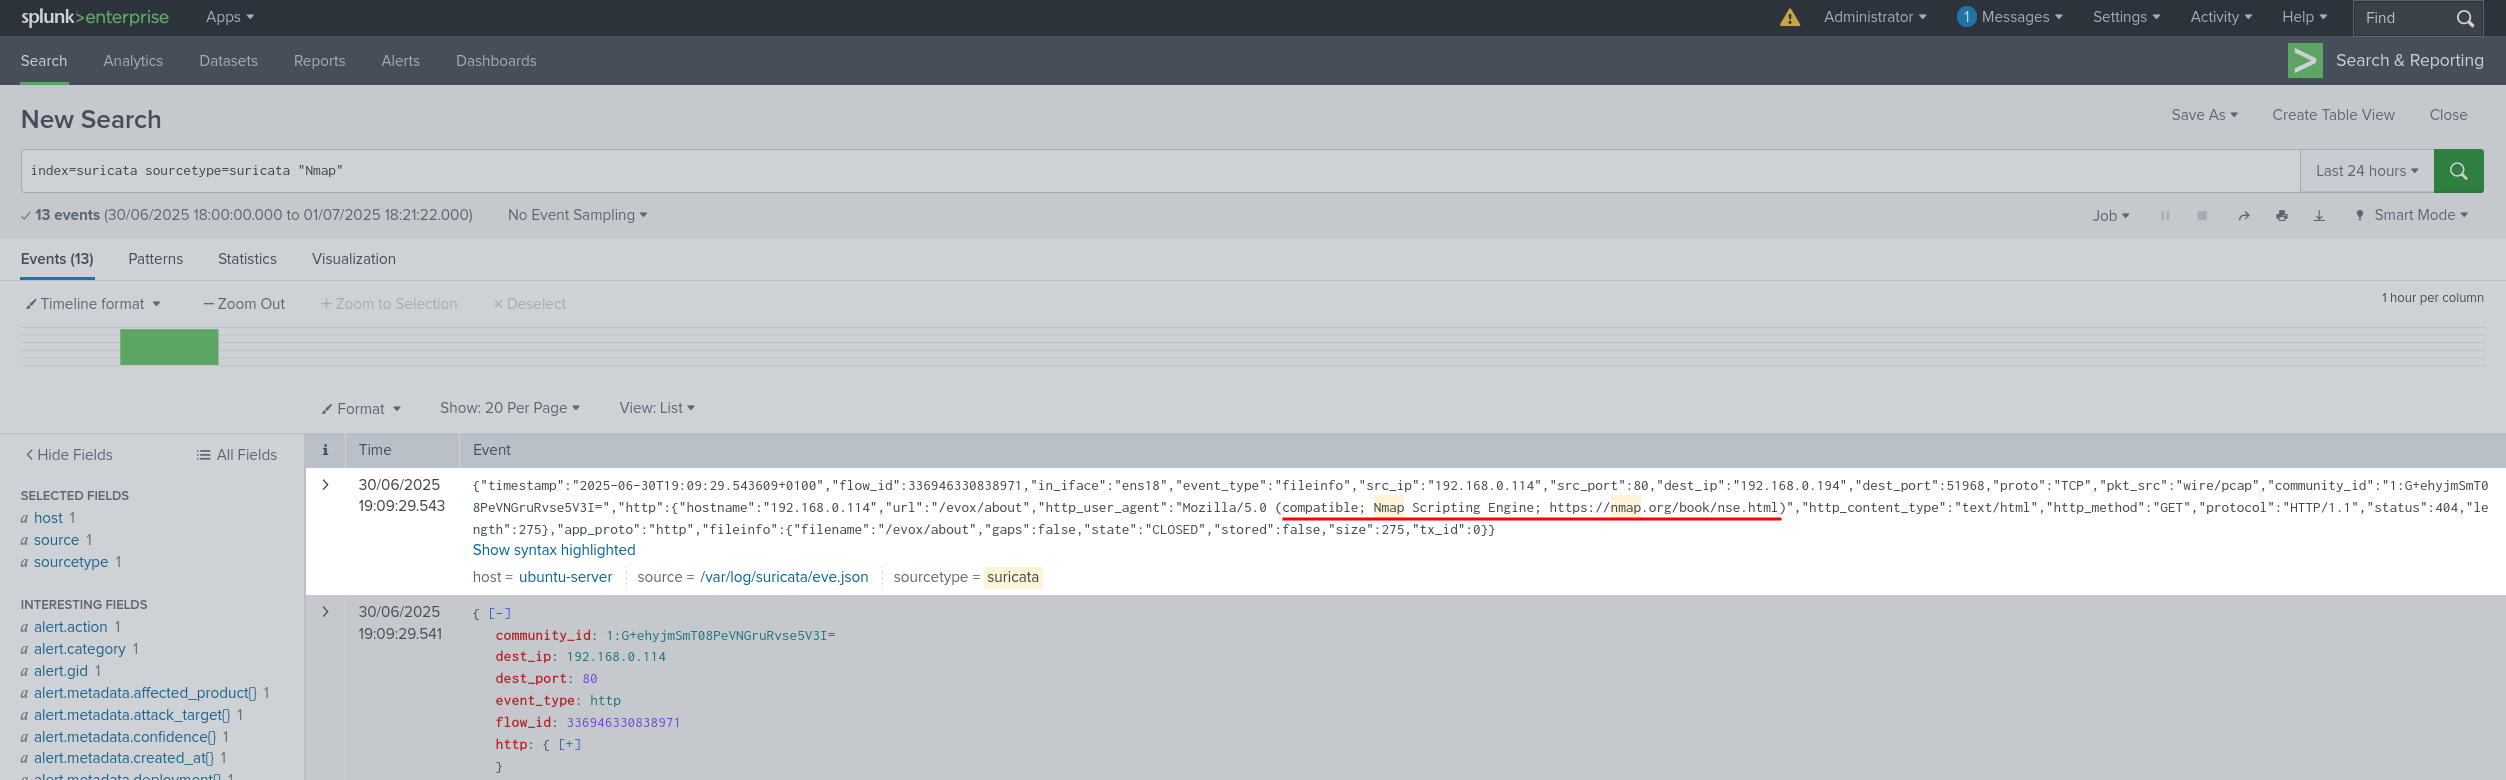 splunk>enterprise Apps Administrator 1 Messages Settings Activity Help Find
Search Analytics Datasets Reports Alerts Dashboards Search & Reporting
New Search Save As Create Table View Close
index=suricata sourcetype=suricata "Nmap" Last 24 hours
13 events (30/06/2025 18:00:00.000 to 01/07/2025 18:21:22.000) No Event Sampling Job Smart Mode
Events (13) Patterns Statistics Visualization
Timeline format — Zoom Out + Zoom to Selection × Deselect 1 hour per column
Format Show: 20 Per Page View: List
< Hide Fields All Fields
SELECTED FIELDS
a host 1
a source 1
a sourcetype 1
INTERESTING FIELDS
a alert.action 1
a alert.category 1
a alert.gid 1
a alert.metadata.affected_product{} 1
a alert.metadata.attack_target{} 1
a alert.metadata.confidence{} 1
a alert.metadata.created_at{} 1
a alert.metadata.deployment{} 1
i Time Event
> 30/06/2025
19:09:29.543
{"timestamp":"2025-06-30T19:09:29.543609+0100","flow_id":336946330838971,"in_iface":"ens18","event_type":"fileinfo","src_ip":"192.168.0.114","src_port":80,"dest_ip":"192.168.0.194","dest_port":51968,"proto":"TCP","pkt_src":"wire/pcap","community_id":"1:G+ehyjmSmT0
8PeVNGruRvse5V3I=","http":{"hostname":"192.168.0.114","url":"/evox/about","http_user_agent":"Mozilla/5.0 (compatible; Nmap Scripting Engine; https://nmap.org/book/nse.html)","http_content_type":"text/html","http_method":"GET","protocol":"HTTP/1.1","status":404,"le
ngth":275},"app_proto":"http","fileinfo":{"filename":"/evox/about","gaps":false,"state":"CLOSED","stored":false,"size":275,"tx_id":0}}
Show syntax highlighted
host = ubuntu-server source = /var/log/suricata/eve.json sourcetype = suricata
> 30/06/2025
19:09:29.541
{ [-]
community_id: 1:G+ehyjmSmT08PeVNGruRvse5V3I=
dest_ip: 192.168.0.114
dest_port: 80
event_type: http
flow_id: 336946330838971
http: { [+]
}